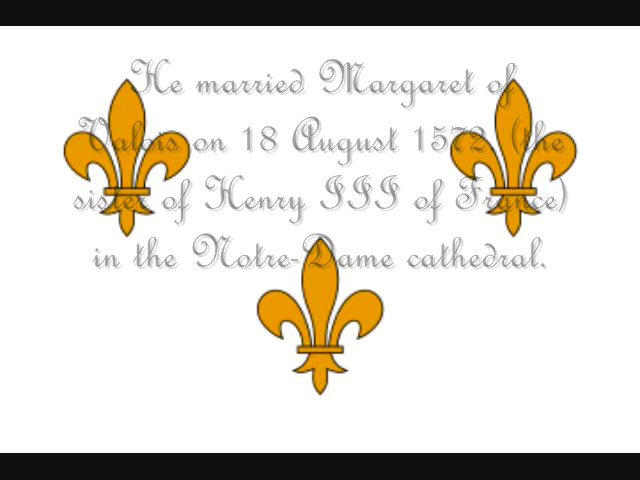 He married Margaret of
Valois on 18 August 1572 (the
sister of Henry III of France)
in the Notre-Dame cathedral.